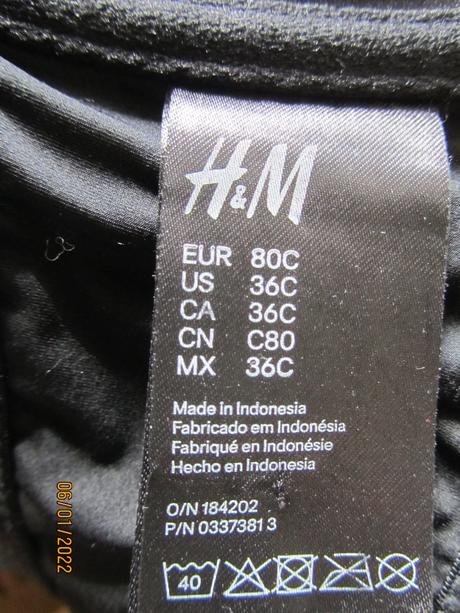 H&M
EUR 80C
US 36C
CA 36C
CN C80
MX 36C
Made in Indonesia
Fabricado em Indonésia
Fabriqué en Indonésie
Hecho en Indonesia
O/N 184202
P/N 0337381 3
40
06/01/2022